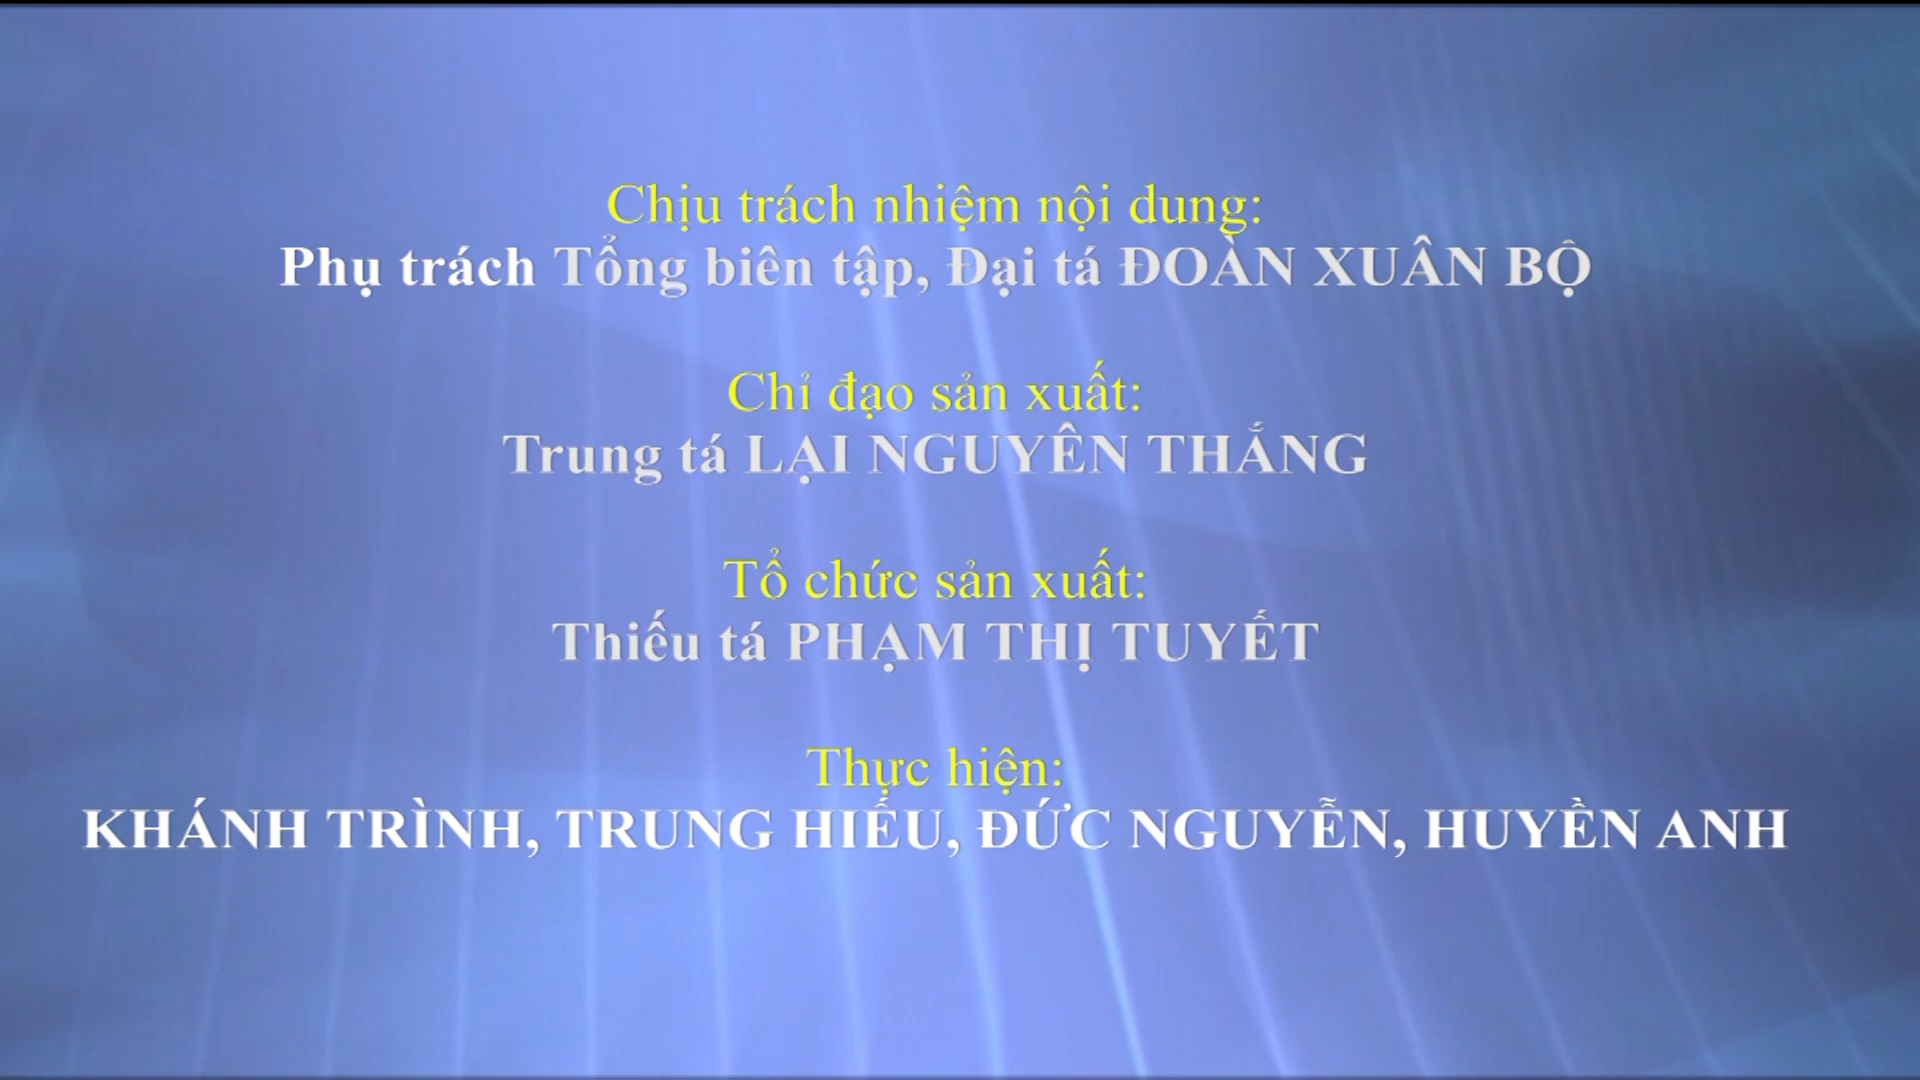 Chịu trách nhiệm nội dung:
Phụ trách Tổng biên tập, Đại tá ĐOÀN XUÂN BỘ
Chỉ đạo sản xuất:
Trung tá LẠI NGUYÊN THẮNG
Tổ chức sản xuất:
Thiếu tá PHẠM THỊ TUYẾT
Thực hiện:
KHÁNH TRÌNH, TRUNG HIẾU, ĐỨC NGUYỄN, HUYỀN ANH